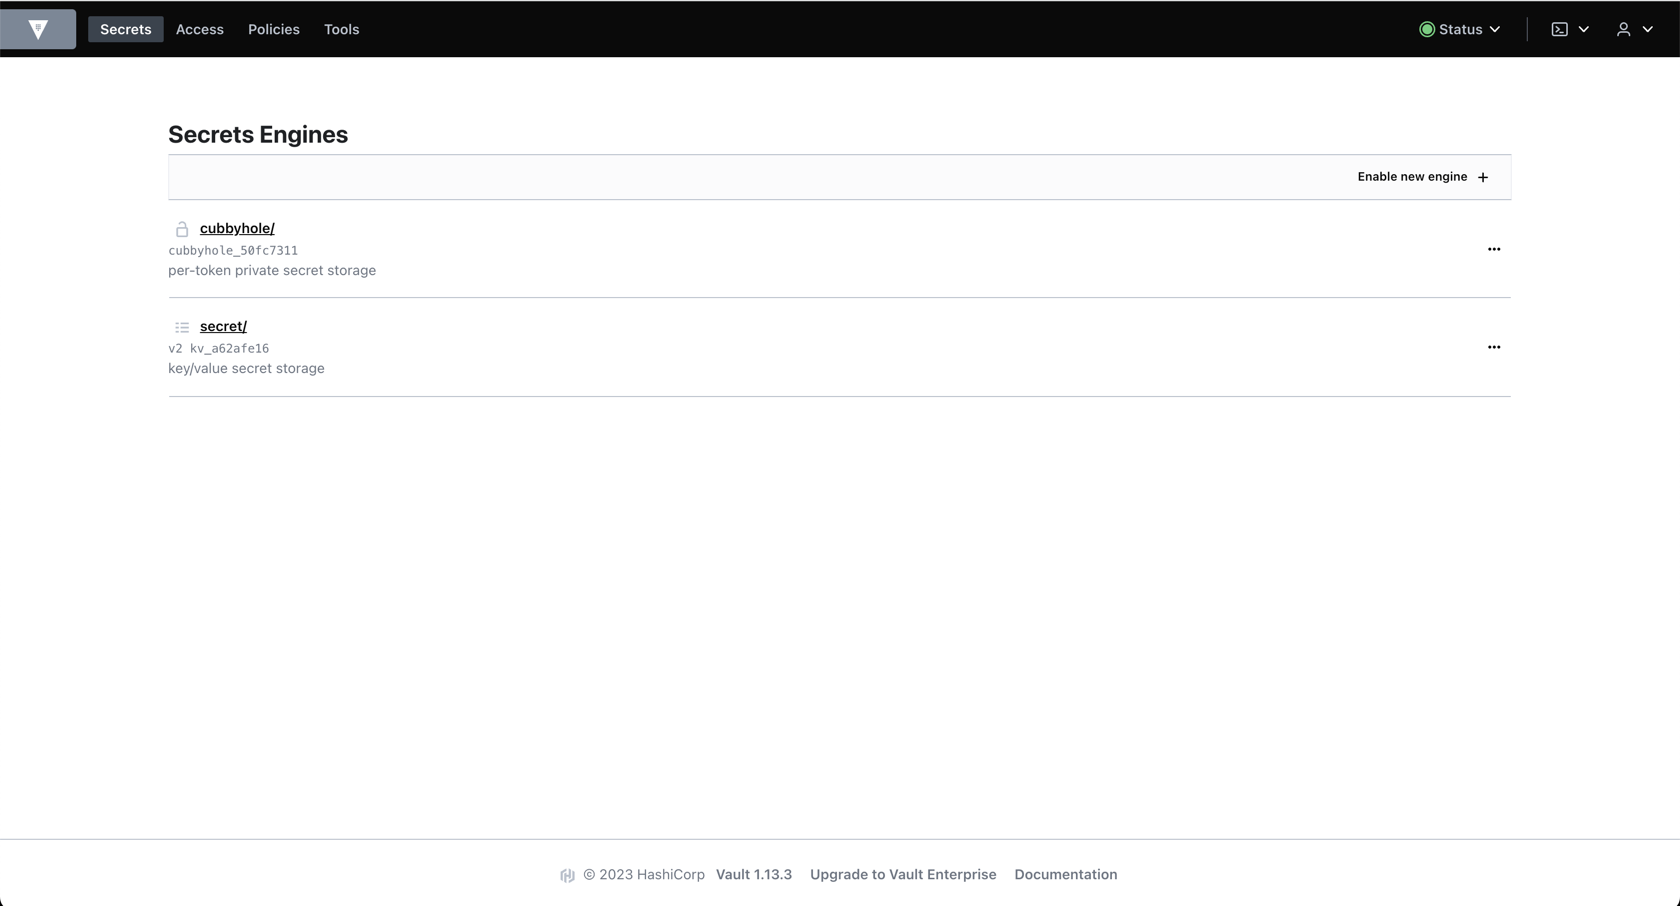 Secrets Access Policies Tools Status
Secrets Engines
Enable new engine
cubbyhole/
cubbyhole_50fc7311
per-token private secret storage
secret/
v2 kv_a62afe16
key/value secret storage
© 2023 HashiCorp Vault 1.13.3 Upgrade to Vault Enterprise Documentation